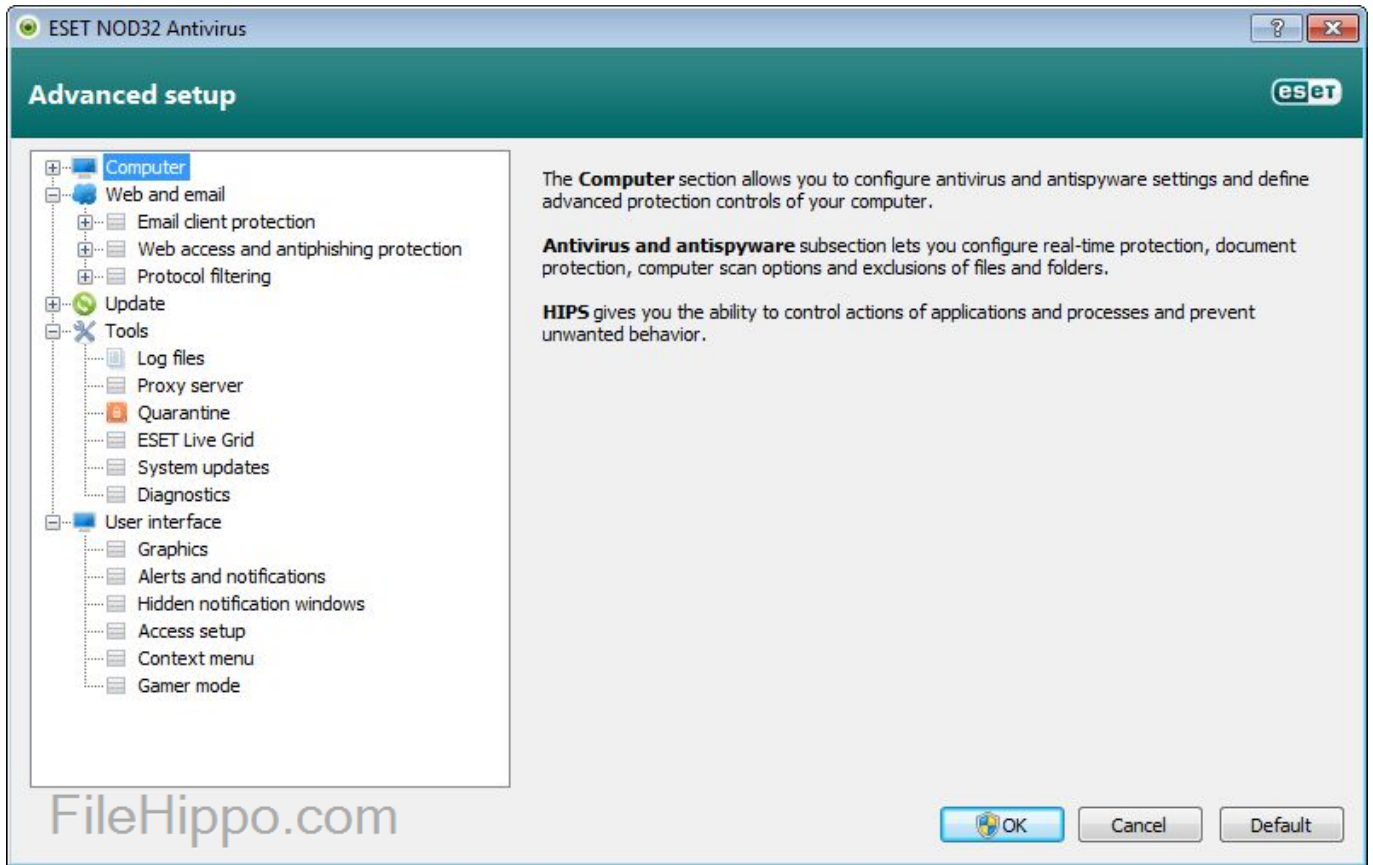 ESET NOD32 Antivirus
?
Advanced setup
eset
Computer
Web and email
Email client protection
Web access and antiphishing protection
Protocol filtering
Update
Tools
Log files
Proxy server
Quarantine
ESET Live Grid
System updates
Diagnostics
User interface
Graphics
Alerts and notifications
Hidden notification windows
Access setup
Context menu
Gamer mode
The Computer section allows you to configure antivirus and antispyware settings and define
advanced protection controls of your computer.
Antivirus and antispyware subsection lets you configure real-time protection, document
protection, computer scan options and exclusions of files and folders.
HIPS gives you the ability to control actions of applications and processes and prevent
unwanted behavior.
FileHippo.com
OK
Cancel
Default